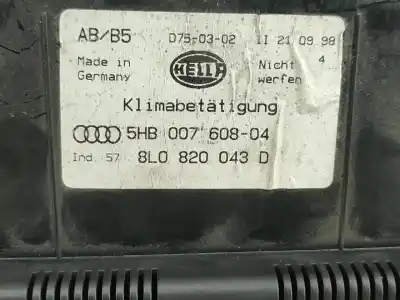 AB/B5 D75-03-02 II 21 09 98
Made in Germany HELLA Nicht werfen 4
Klimabetätigung
5HB 007 608-04
Ind. 57 8L0 820 043 D